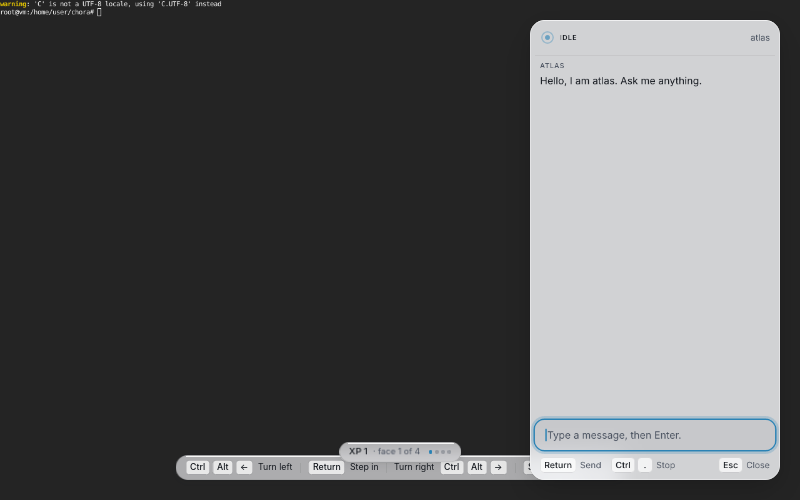 warning: 'C' is not a UTF-8 locale, using 'C.UTF-8' instead
root@vm:/home/user/chora#
IDLE
atlas
ATLAS
Hello, I am atlas. Ask me anything.
Type a message, then Enter.
Return Send Ctrl . Stop Esc Close
XP 1 · face 1 of 4
Ctrl Alt ← Turn left Return Step in Turn right Ctrl Alt →